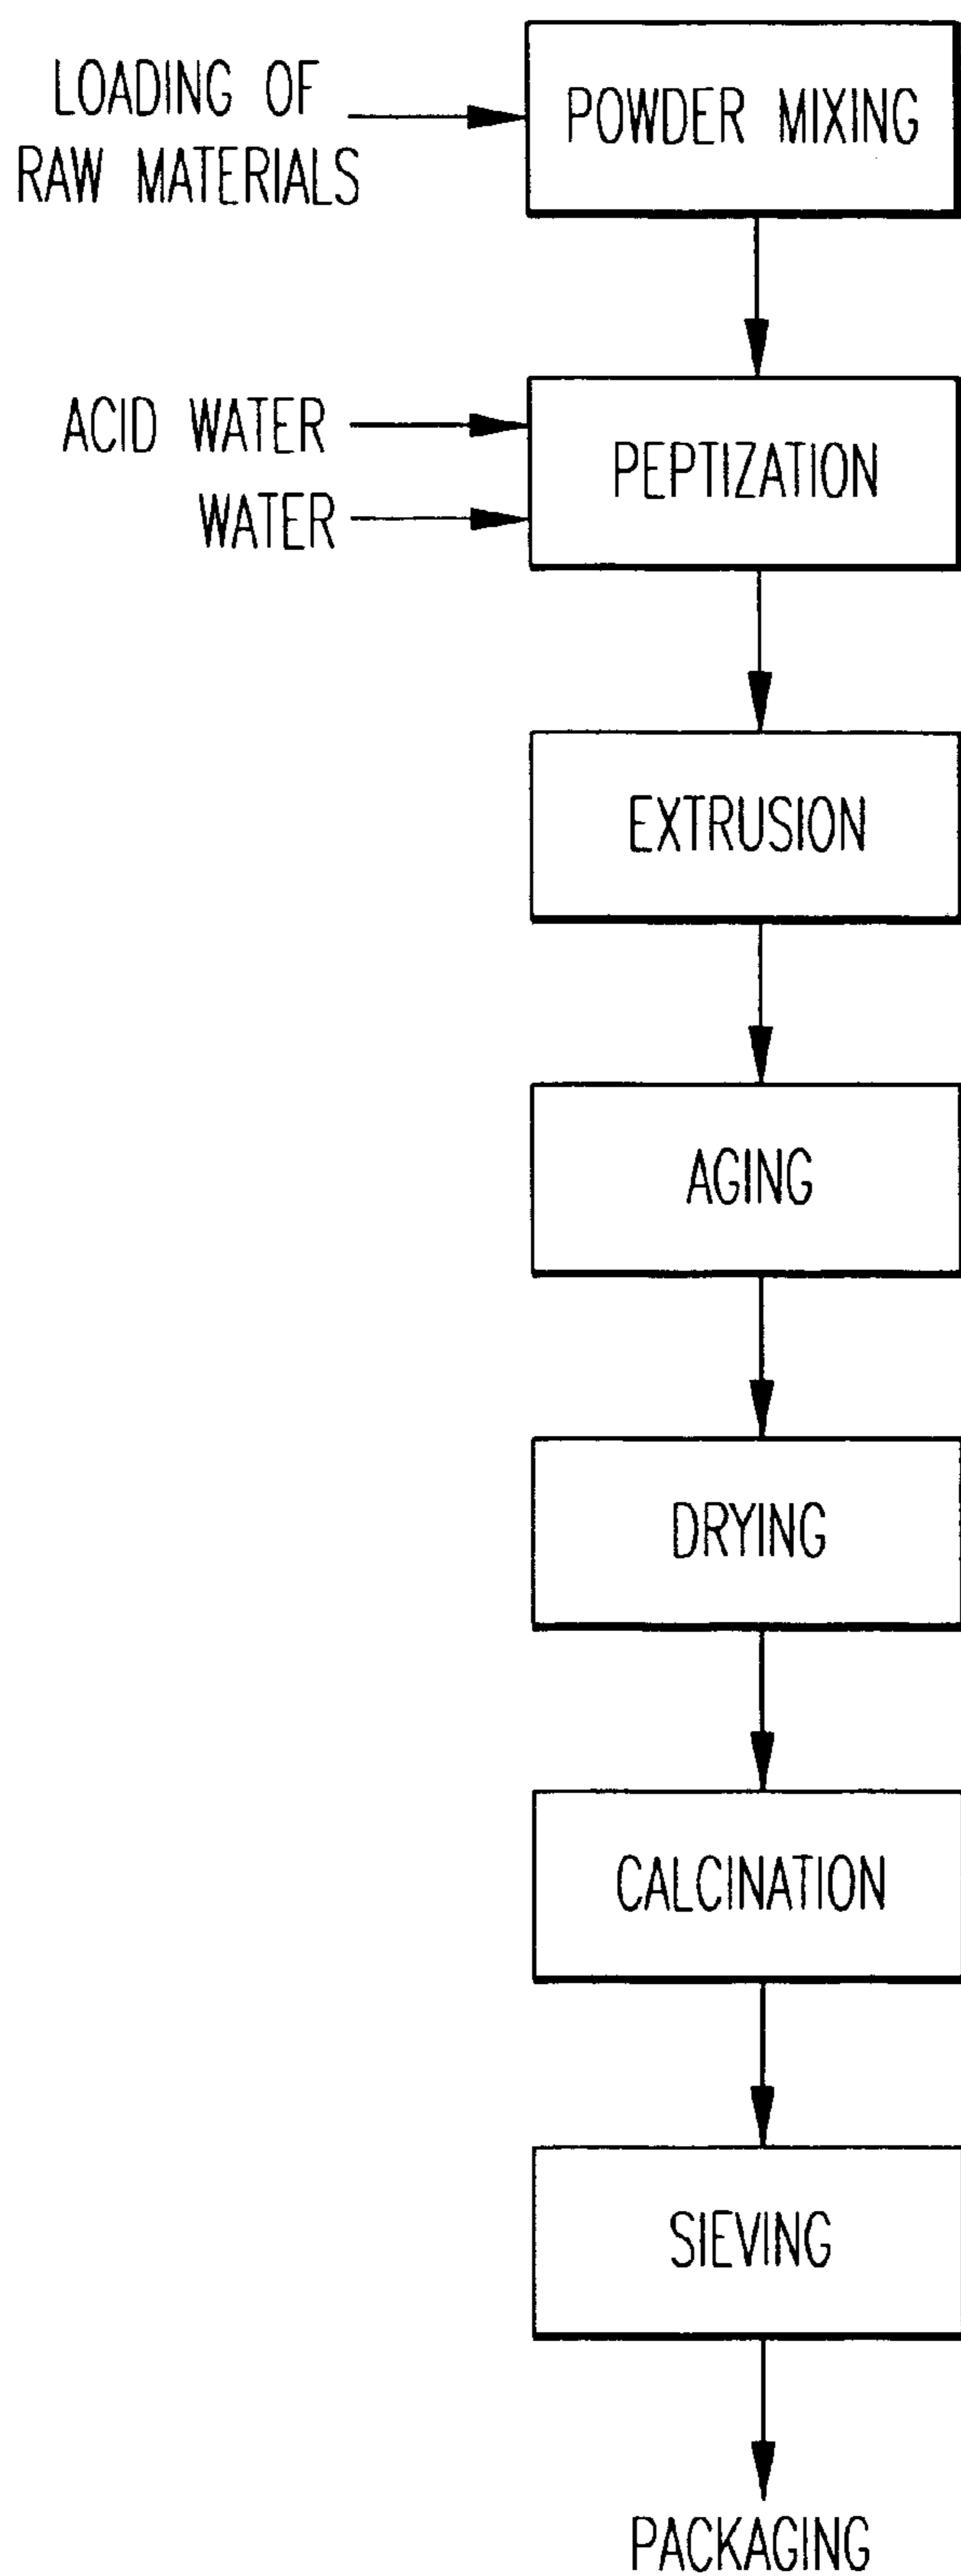 LOADING OF
RAW MATERIALS
POWDER MIXING
ACID WATER
WATER
PEPTIZATION
EXTRUSION
AGING
DRYING
CALCINATION
SIEVING
PACKAGING